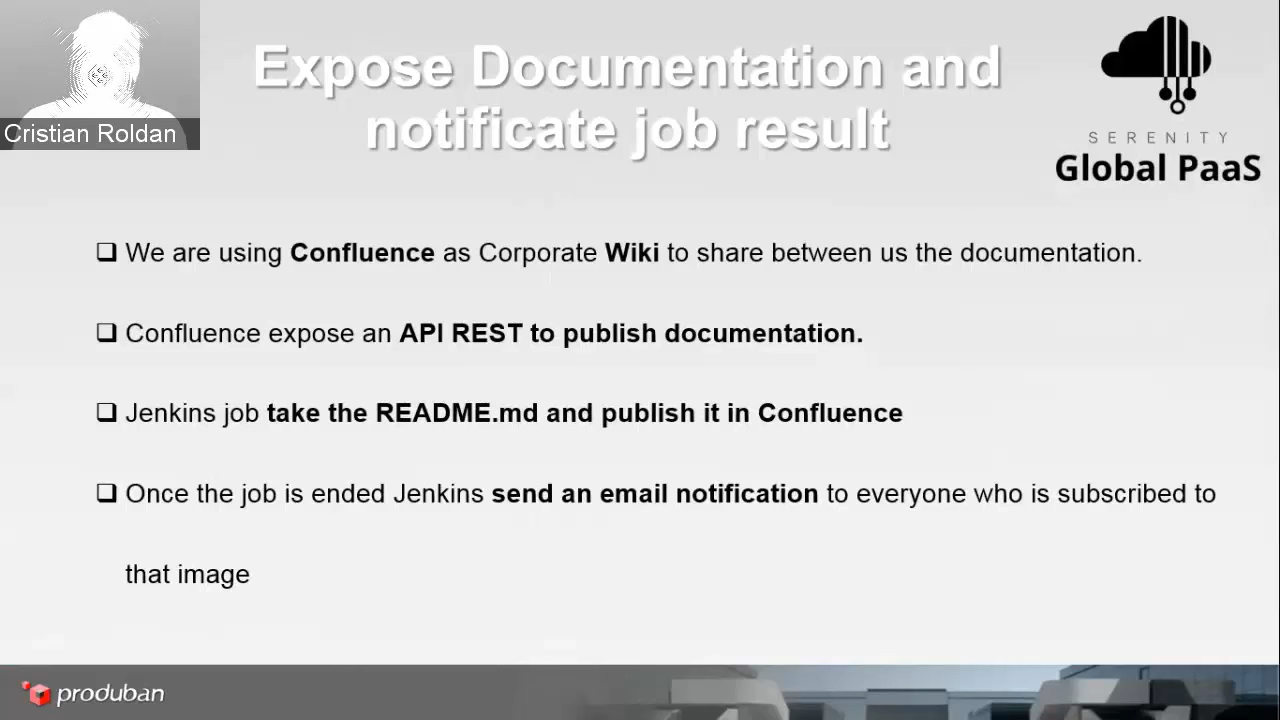 Cristian Roldan
Expose Documentation and
notificate job result
SERENITY
Global PaaS
We are using Confluence as Corporate Wiki to share between us the documentation.
Confluence expose an API REST to publish documentation.
Jenkins job take the README.md and publish it in Confluence
Once the job is ended Jenkins send an email notification to everyone who is subscribed to
that image
produban